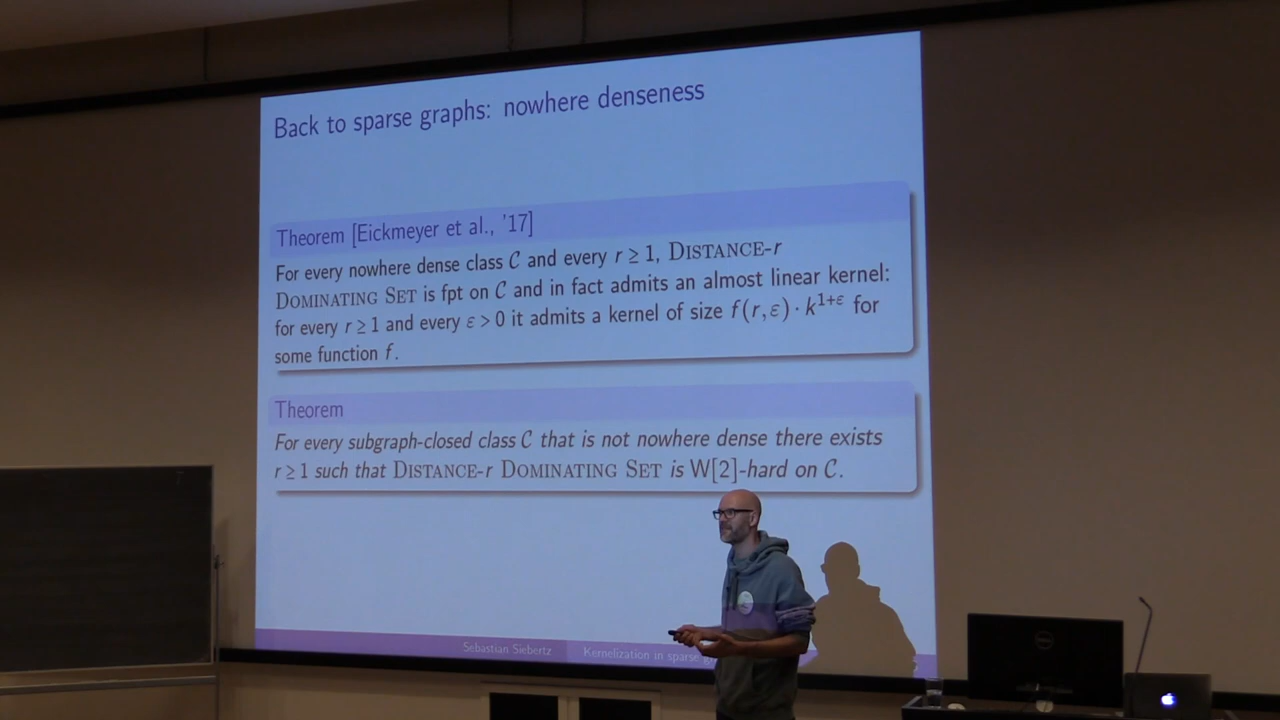 Back to sparse graphs: nowhere denseness
Theorem [Eickmeyer et al., '17]
For every nowhere dense class 𝒞 and every r ≥ 1, DISTANCE-r
DOMINATING SET is fpt on 𝒞 and in fact admits an almost linear kernel:
for every r ≥ 1 and every ε > 0 it admits a kernel of size f(r, ε) · k^{1+ε} for
some function f.
Theorem
For every subgraph-closed class 𝒞 that is not nowhere dense there exists
r ≥ 1 such that DISTANCE-r DOMINATING SET is W[2]-hard on 𝒞.
Sebastian Siebertz
Kernelization in sparse
DELL